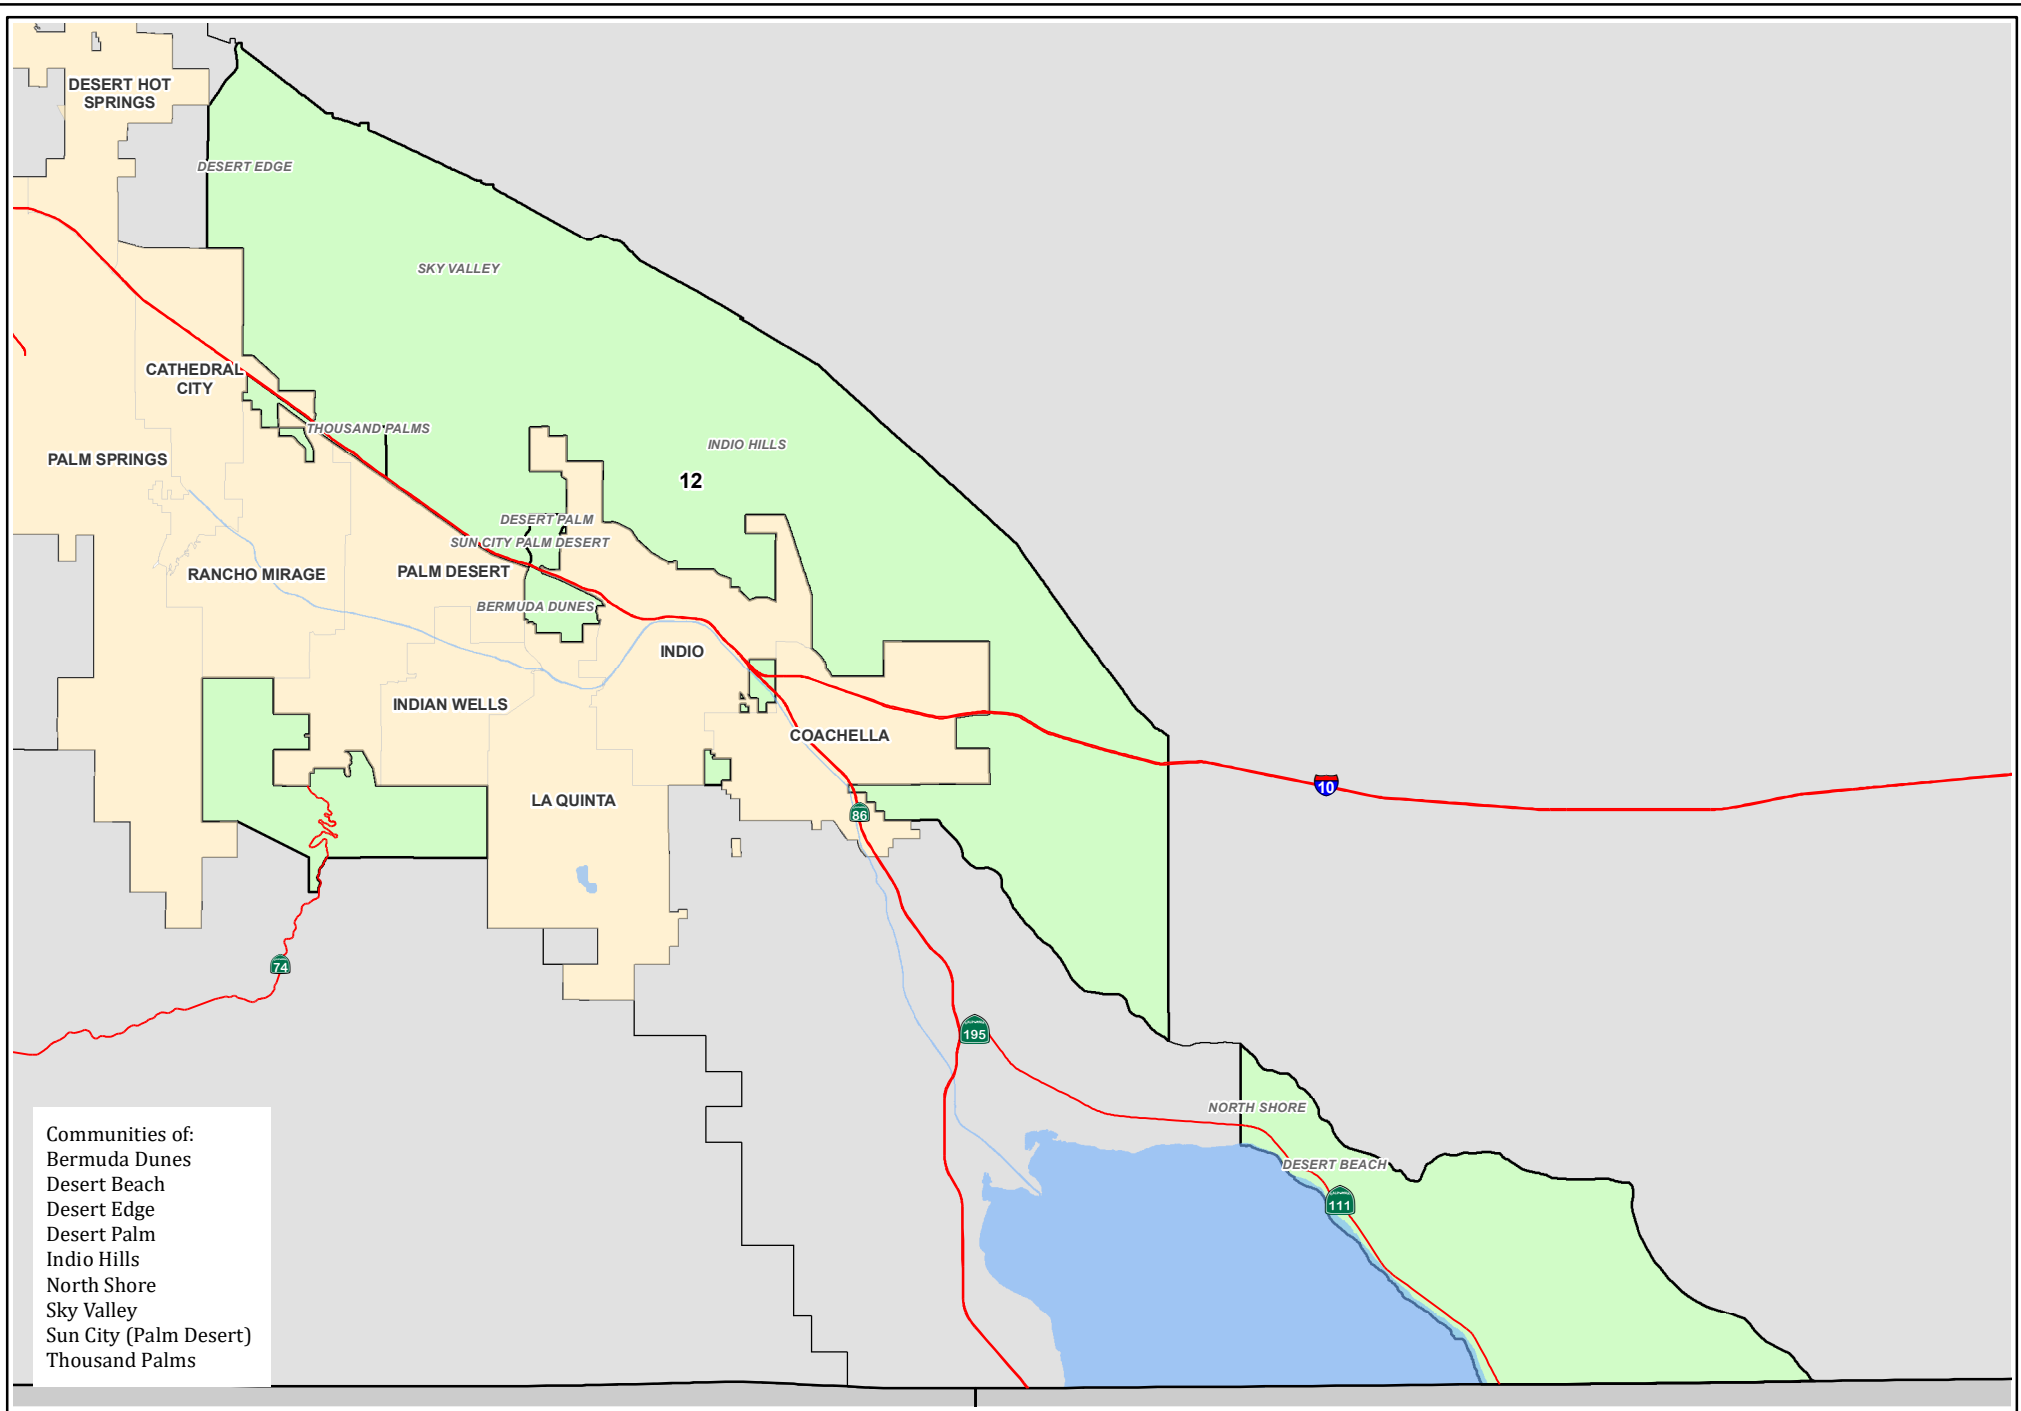 DESERT HOT
SPRINGS
DESERT EDGE
SKY VALLEY
CATHEDRAL
CITY
THOUSAND PALMS
PALM SPRINGS
INDIO HILLS
12
DESERT PALM
SUN CITY PALM DESERT
RANCHO MIRAGE
PALM DESERT
BERMUDA DUNES
INDIO
INDIAN WELLS
COACHELLA
LA QUINTA
10
86
74
195
NORTH SHORE
DESERT BEACH
111
Communities of:
Bermuda Dunes
Desert Beach
Desert Edge
Desert Palm
Indio Hills
North Shore
Sky Valley
Sun City (Palm Desert)
Thousand Palms